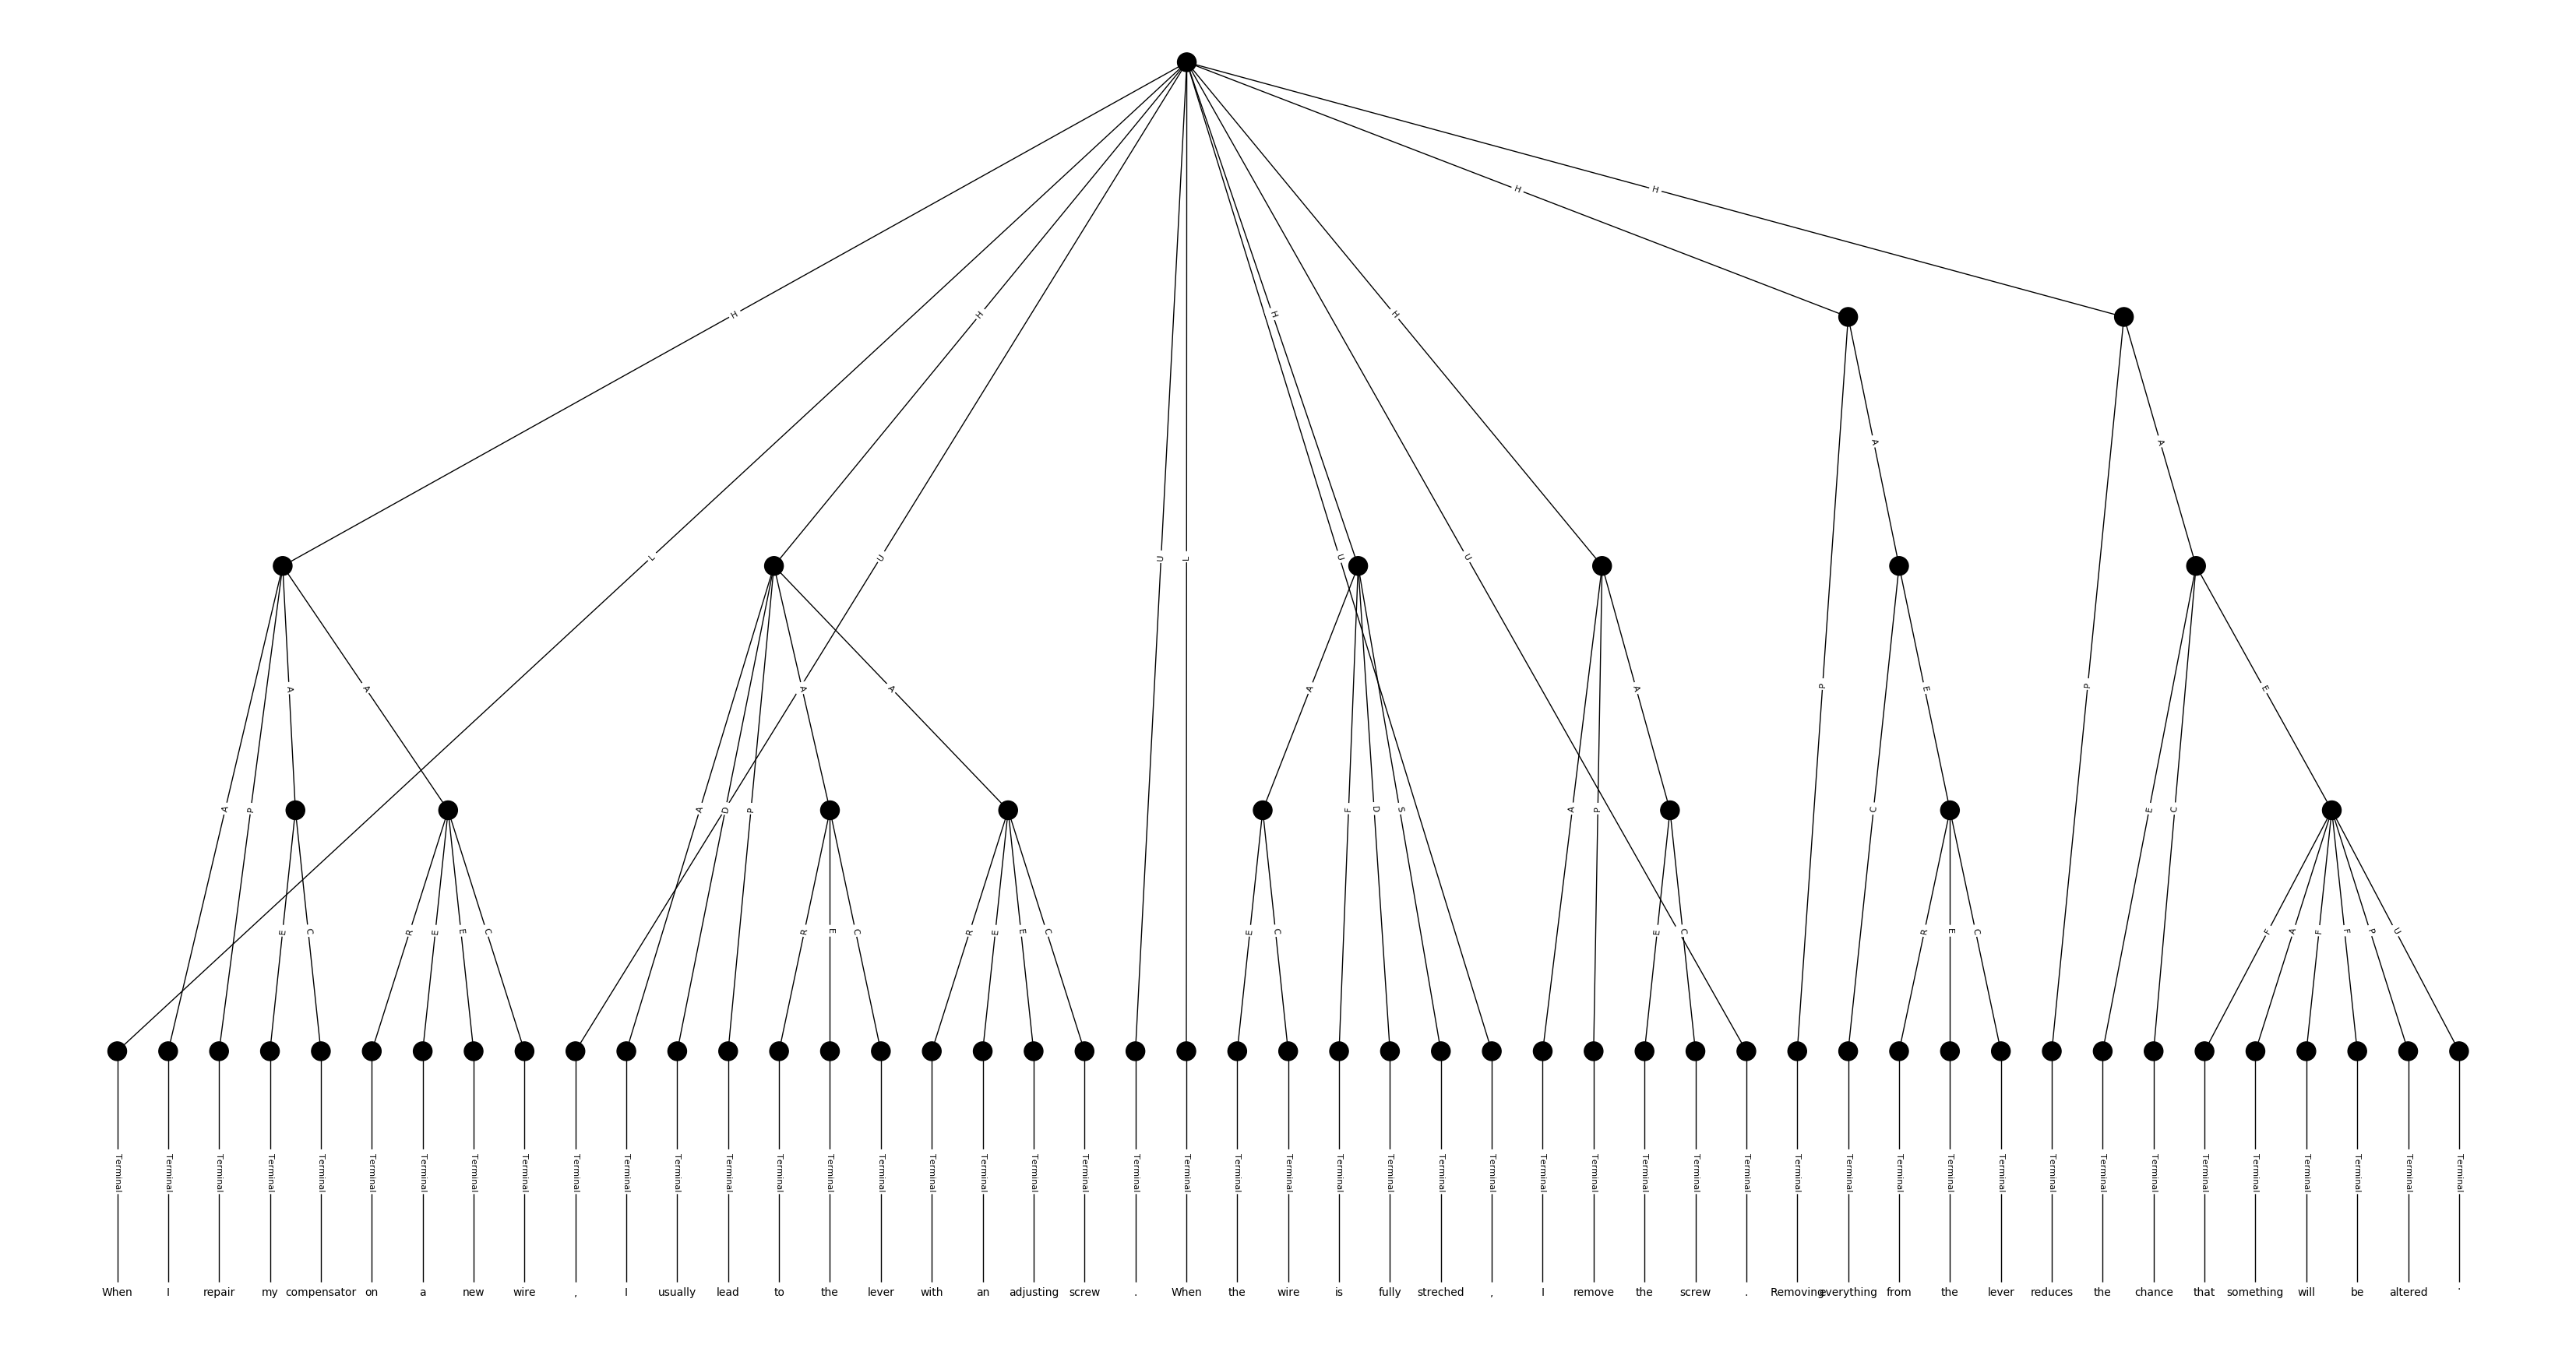 H H
H H H H
L U U L U U
A P A A A D P A A A F D S A P A P A C E P A E C E
E C R E E C R E C R E E C E C E C R E C F A F F P U
Terminal Terminal Terminal Terminal Terminal Terminal Terminal Terminal Terminal Terminal Terminal Terminal Terminal Terminal Terminal Terminal Terminal Terminal Terminal Terminal Terminal Terminal Terminal Terminal Terminal Terminal Terminal Terminal Terminal Terminal Terminal Terminal Terminal Terminal Terminal Terminal Terminal Terminal Terminal Terminal Terminal Terminal Terminal Terminal Terminal Terminal Terminal
When I repair my compensator on a new wire , I usually lead to the lever with an adjusting screw . When the wire is fully streched , I remove the screw . Removing everything from the lever reduces the chance that something will be altered .